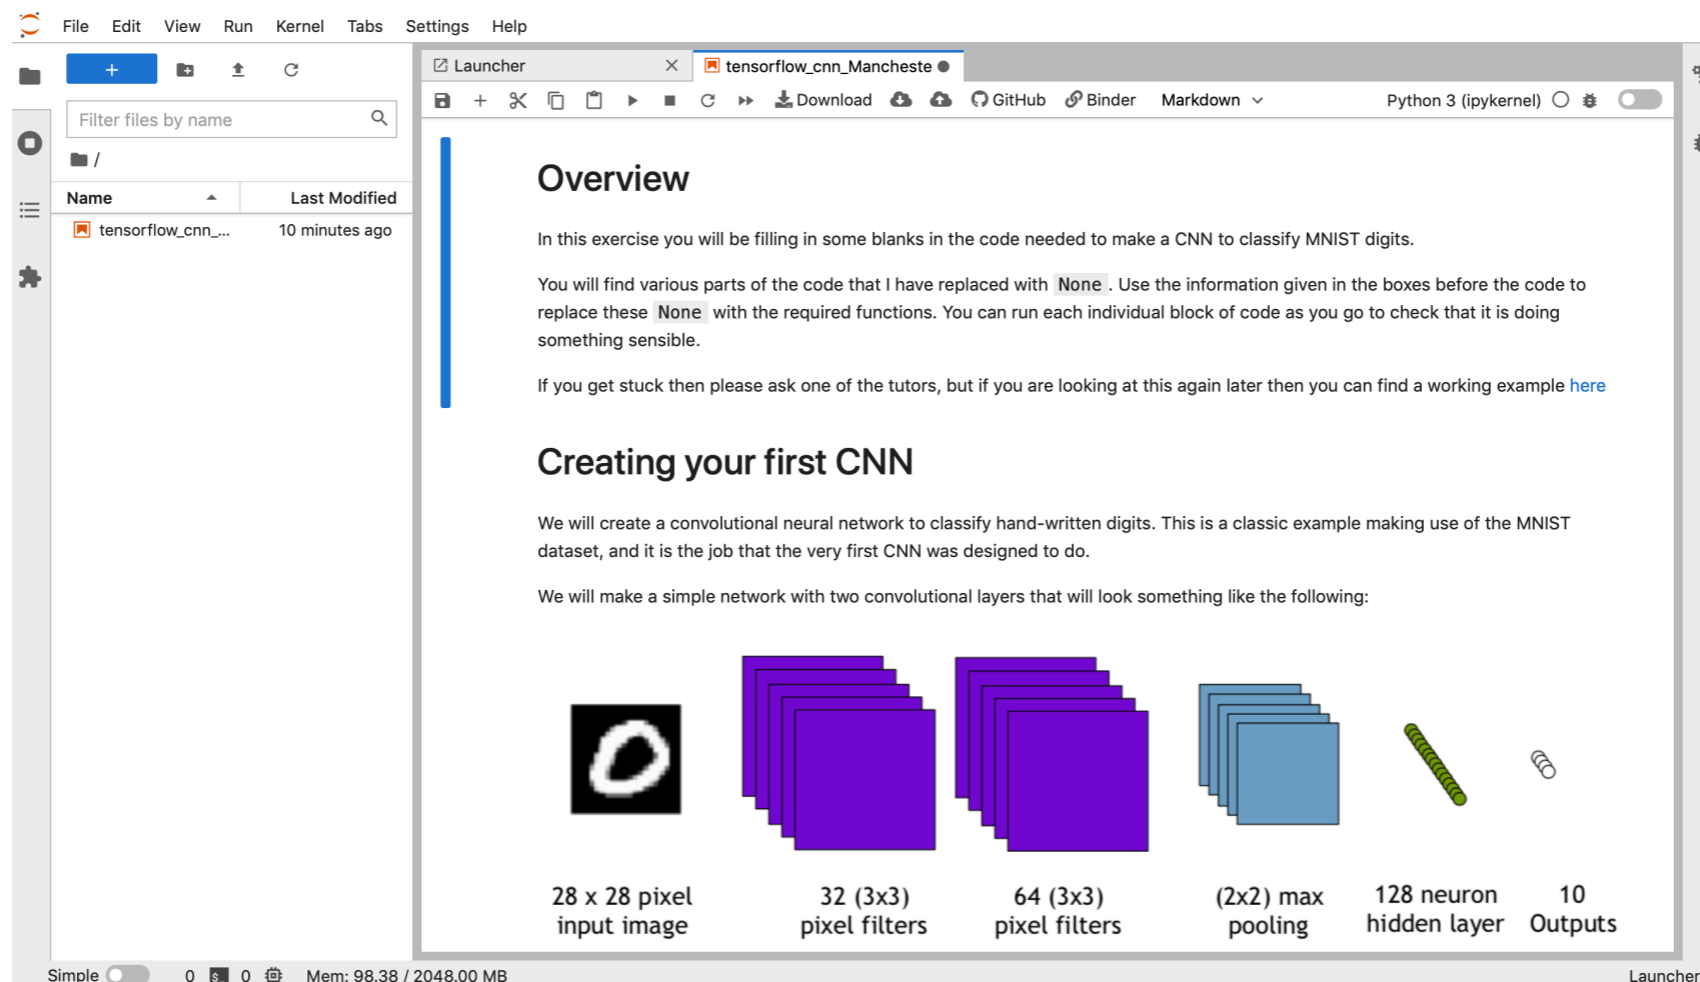 File Edit View Run Kernel Tabs Settings Help
+
Filter files by name
/
Name Last Modified
tensorflow_cnn_... 10 minutes ago
Launcher
tensorflow_cnn_Mancheste
Download GitHub Binder Markdown Python 3 (ipykernel)
Overview
In this exercise you will be filling in some blanks in the code needed to make a CNN to classify MNIST digits.
You will find various parts of the code that I have replaced with None . Use the information given in the boxes before the code to
replace these None with the required functions. You can run each individual block of code as you go to check that it is doing
something sensible.
If you get stuck then please ask one of the tutors, but if you are looking at this again later then you can find a working example here
Creating your first CNN
We will create a convolutional neural network to classify hand-written digits. This is a classic example making use of the MNIST
dataset, and it is the job that the very first CNN was designed to do.
We will make a simple network with two convolutional layers that will look something like the following:
28 x 28 pixel
input image
32 (3x3)
pixel filters
64 (3x3)
pixel filters
(2x2) max
pooling
128 neuron
hidden layer
10
Outputs
Simple 0 $_ 0 Mem: 98.38 / 2048.00 MB Launcher